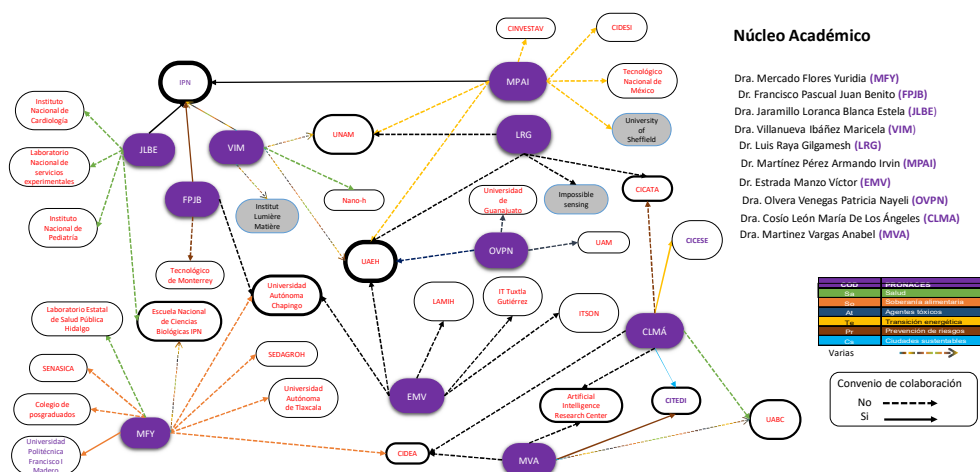 CINVESTAV
CIDESI
Núcleo Académico
IPN
MPAI
Tecnológico
Nacional de
México
Dra. Mercado Flores Yuridia (MFY)
Dr. Francisco Pascual Juan Benito (FPJB)
Dra. Jaramillo Loranca Blanca Estela (JLBE)
Dra. Villanueva Ibáñez Maricela (VIM)
Dr. Luis Raya Gilgamesh (LRG)
Dr. Martínez Pérez Armando Irvin (MPAI)
Dr. Estrada Manzo Víctor (EMV)
Dra. Olvera Venegas Patricia Nayeli (OVPN)
Dra. Cosío León María De Los Ángeles (CLMA)
Dra. Martinez Vargas Anabel (MVA)
Instituto
Nacional de
Cardiología
JLBE
VIM
UNAM
LRG
University
of
Sheffield
Laboratorio
Nacional de
servicios
experimentales
FPJB
Institut
Lumière
Matière
Nano-h
Universidad
de
Guanajuato
Impossible
sensing
CICATA
Instituto
Nacional de
Pediatría
OVPN
UAM
CICESE
UAEH
Tecnológico
de
Monterrey
Laboratorio Estatal
de Salud Pública
Hidalgo
Escuela Nacional
de Ciencias
Biológicas IPN
Universidad
Autónoma
Chapingo
LAMIH
IT Tuxtla
Gutiérrez
ITSON
CLMÁ
COD PRONACES
Sa Salud
So Soberanía alimentaria
At Agentes tóxicos
Te Transición energética
Pr Prevención de riesgos
Cs Ciudades sustentables
Varias
SENASICA
SEDAGROH
Colegio de
posgraduados
Universidad
Autónoma
de Tlaxcala
EMV
Artificial
Intelligence
Research Center
CITEDI
UABC
Convenio de colaboración
No
Si
MFY
Universidad
Politécnica
Francisco I
Madero
CIDEA
MVA